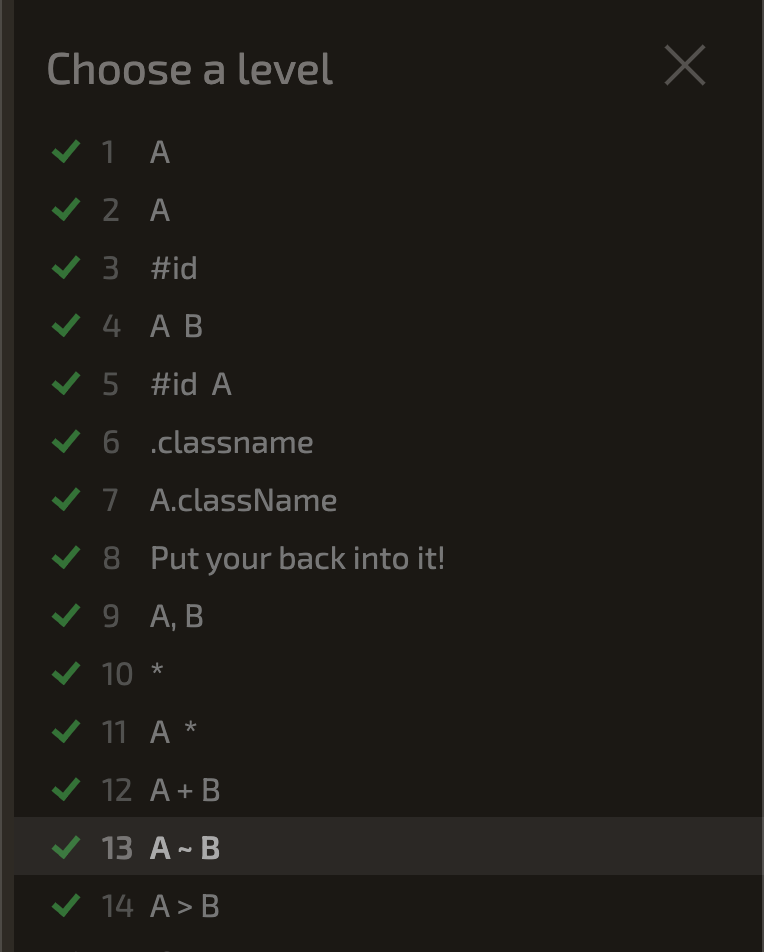 Choose a level
1 A
2 A
3 #id
4 A B
5 #id A
6 .classname
7 A.className
8 Put your back into it!
9 A, B
10 *
11 A *
12 A + B
13 A ~ B
14 A > B